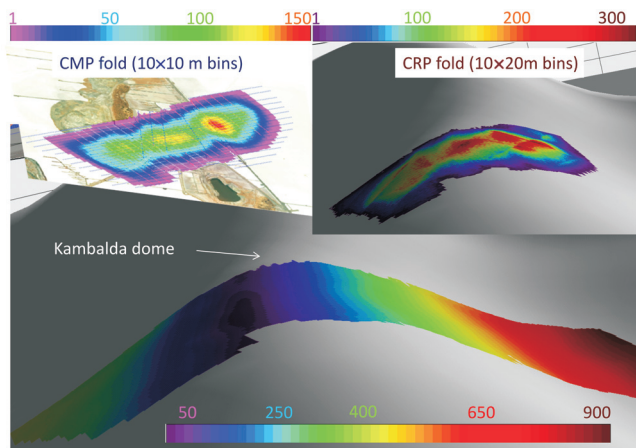 1 50 100 150
CMP fold (10×10 m bins)
1 100 200 300
CRP fold (10×20m bins)
Kambalda dome
50 250 400 650 900